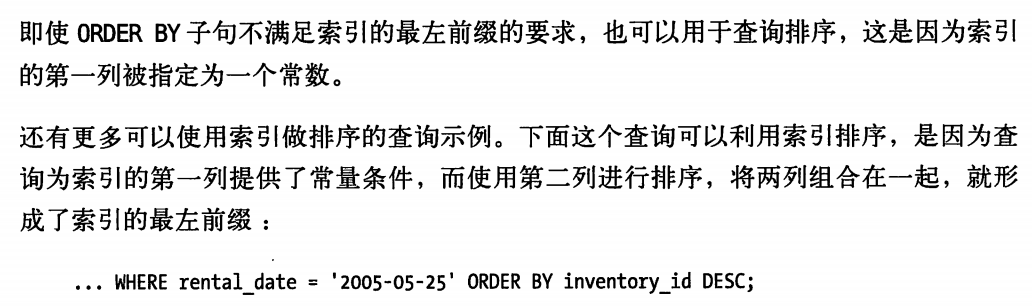 即使 ORDER BY 子句不满足索引的最左前缀的要求，也可以用于查询排序，这是因为索引
的第一列被指定为一个常数。
还有更多可以使用索引做排序的查询示例。下面这个查询可以利用索引排序，是因为查
询为索引的第一列提供了常量条件，而使用第二列进行排序，将两列组合在一起，就形
成了索引的最左前缀：
... WHERE rental_date = '2005-05-25' ORDER BY inventory_id DESC;